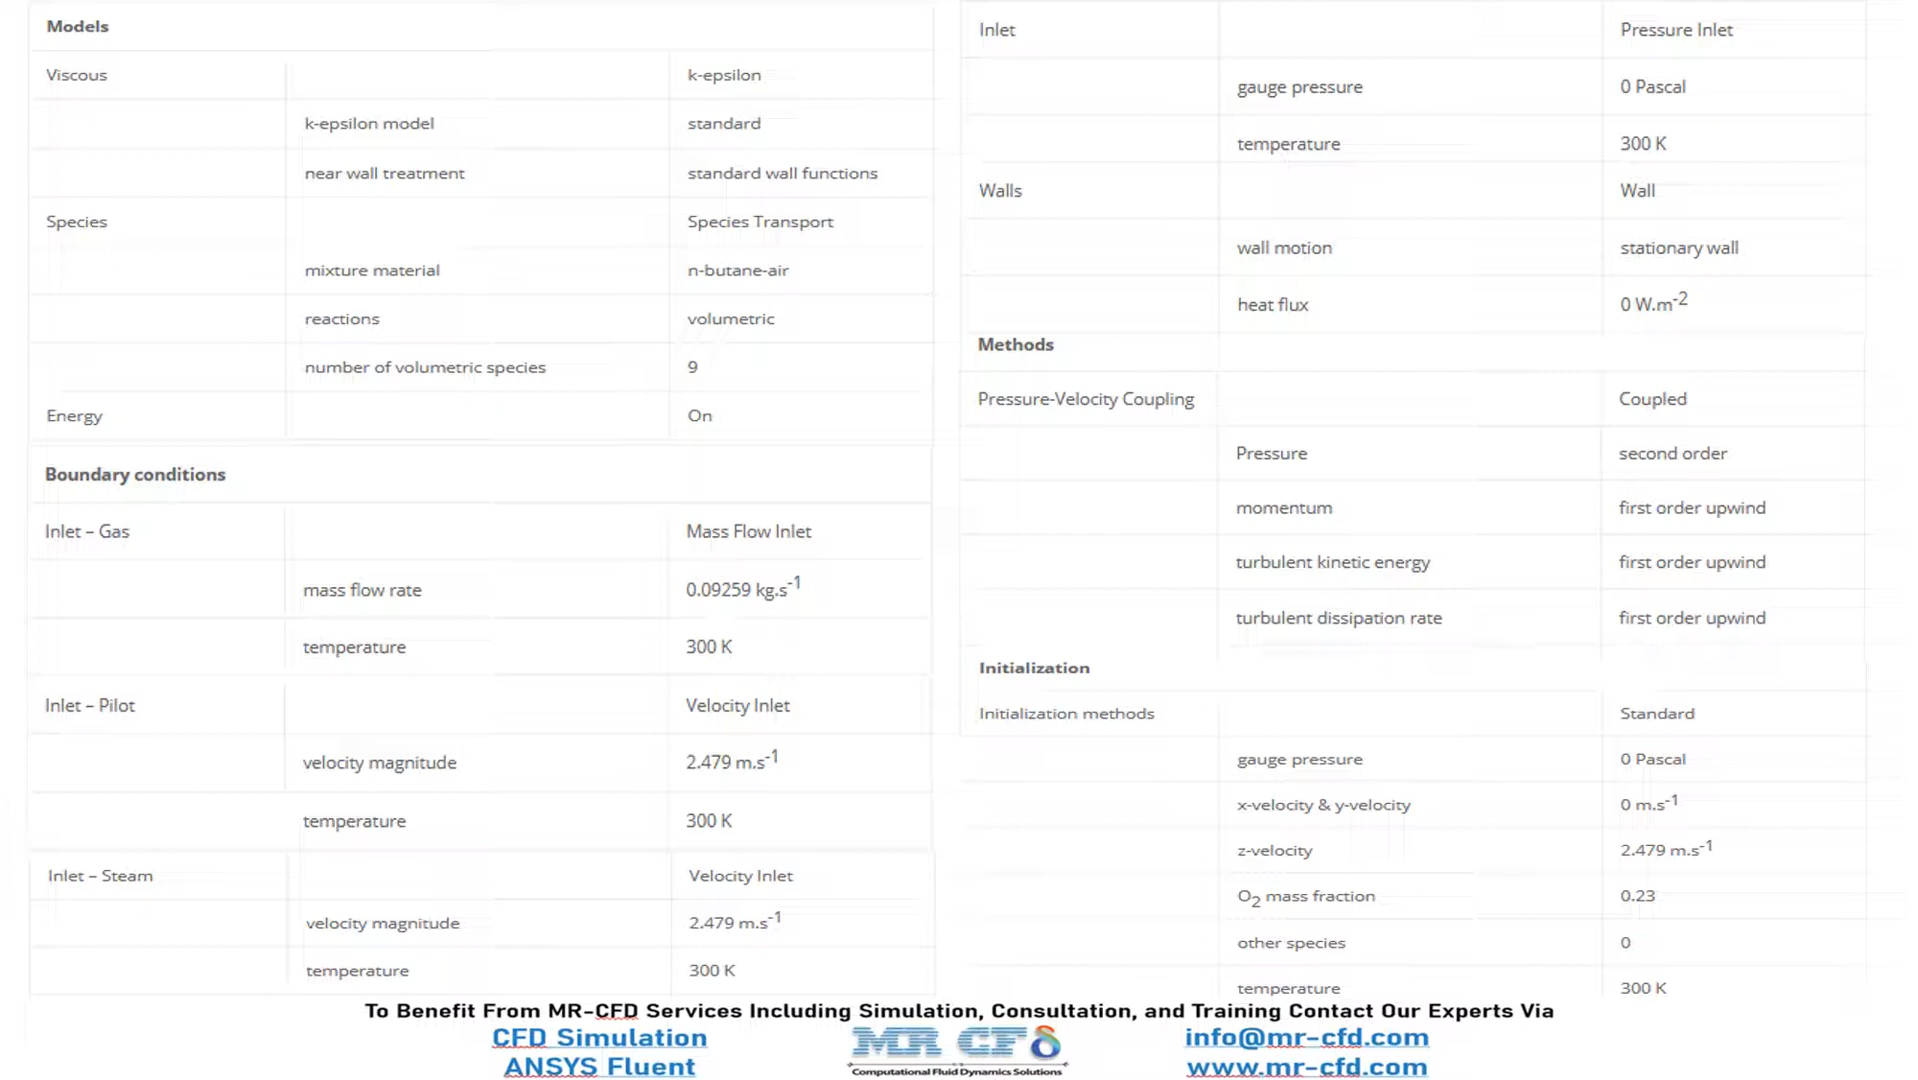 Models
Viscous k-epsilon
k-epsilon model standard
near wall treatment standard wall functions
Species Species Transport
mixture material n-butane-air
reactions volumetric
number of volumetric species 9
Energy On
Boundary conditions
Inlet – Gas Mass Flow Inlet
mass flow rate 0.09259 kg.s-1
temperature 300 K
Inlet – Pilot Velocity Inlet
velocity magnitude 2.479 m.s-1
temperature 300 K
Inlet – Steam Velocity Inlet
velocity magnitude 2.479 m.s-1
temperature 300 K
Inlet Pressure Inlet
gauge pressure 0 Pascal
temperature 300 K
Walls Wall
wall motion stationary wall
heat flux 0 W.m-2
Methods
Pressure-Velocity Coupling Coupled
Pressure second order
momentum first order upwind
turbulent kinetic energy first order upwind
turbulent dissipation rate first order upwind
Initialization
Initialization methods Standard
gauge pressure 0 Pascal
x-velocity & y-velocity 0 m.s-1
z-velocity 2.479 m.s-1
O2 mass fraction 0.23
other species 0
temperature 300 K
To Benefit From MR-CFD Services Including Simulation, Consultation, and Training Contact Our Experts Via
CFD Simulation
ANSYS Fluent
MR CFD
Computational Fluid Dynamics Solutions
info@mr-cfd.com
www.mr-cfd.com